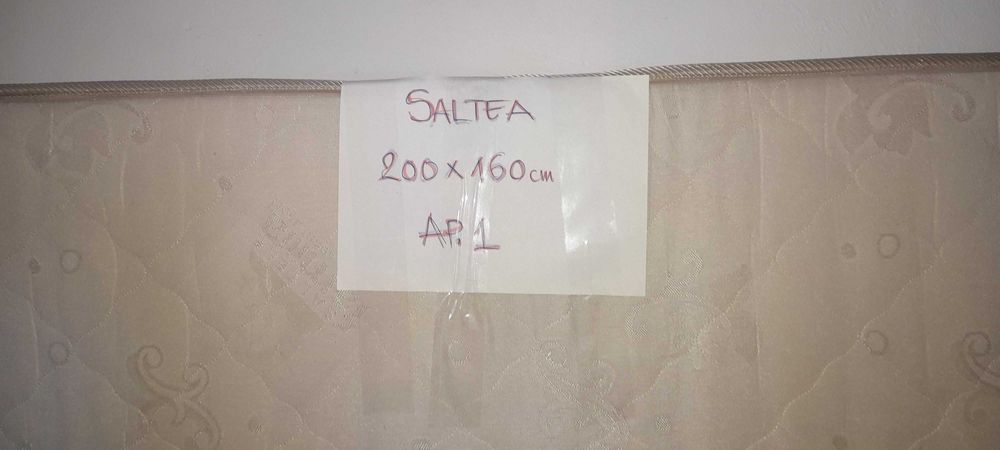 SALTEA
200 x 160 cm
AP. 1